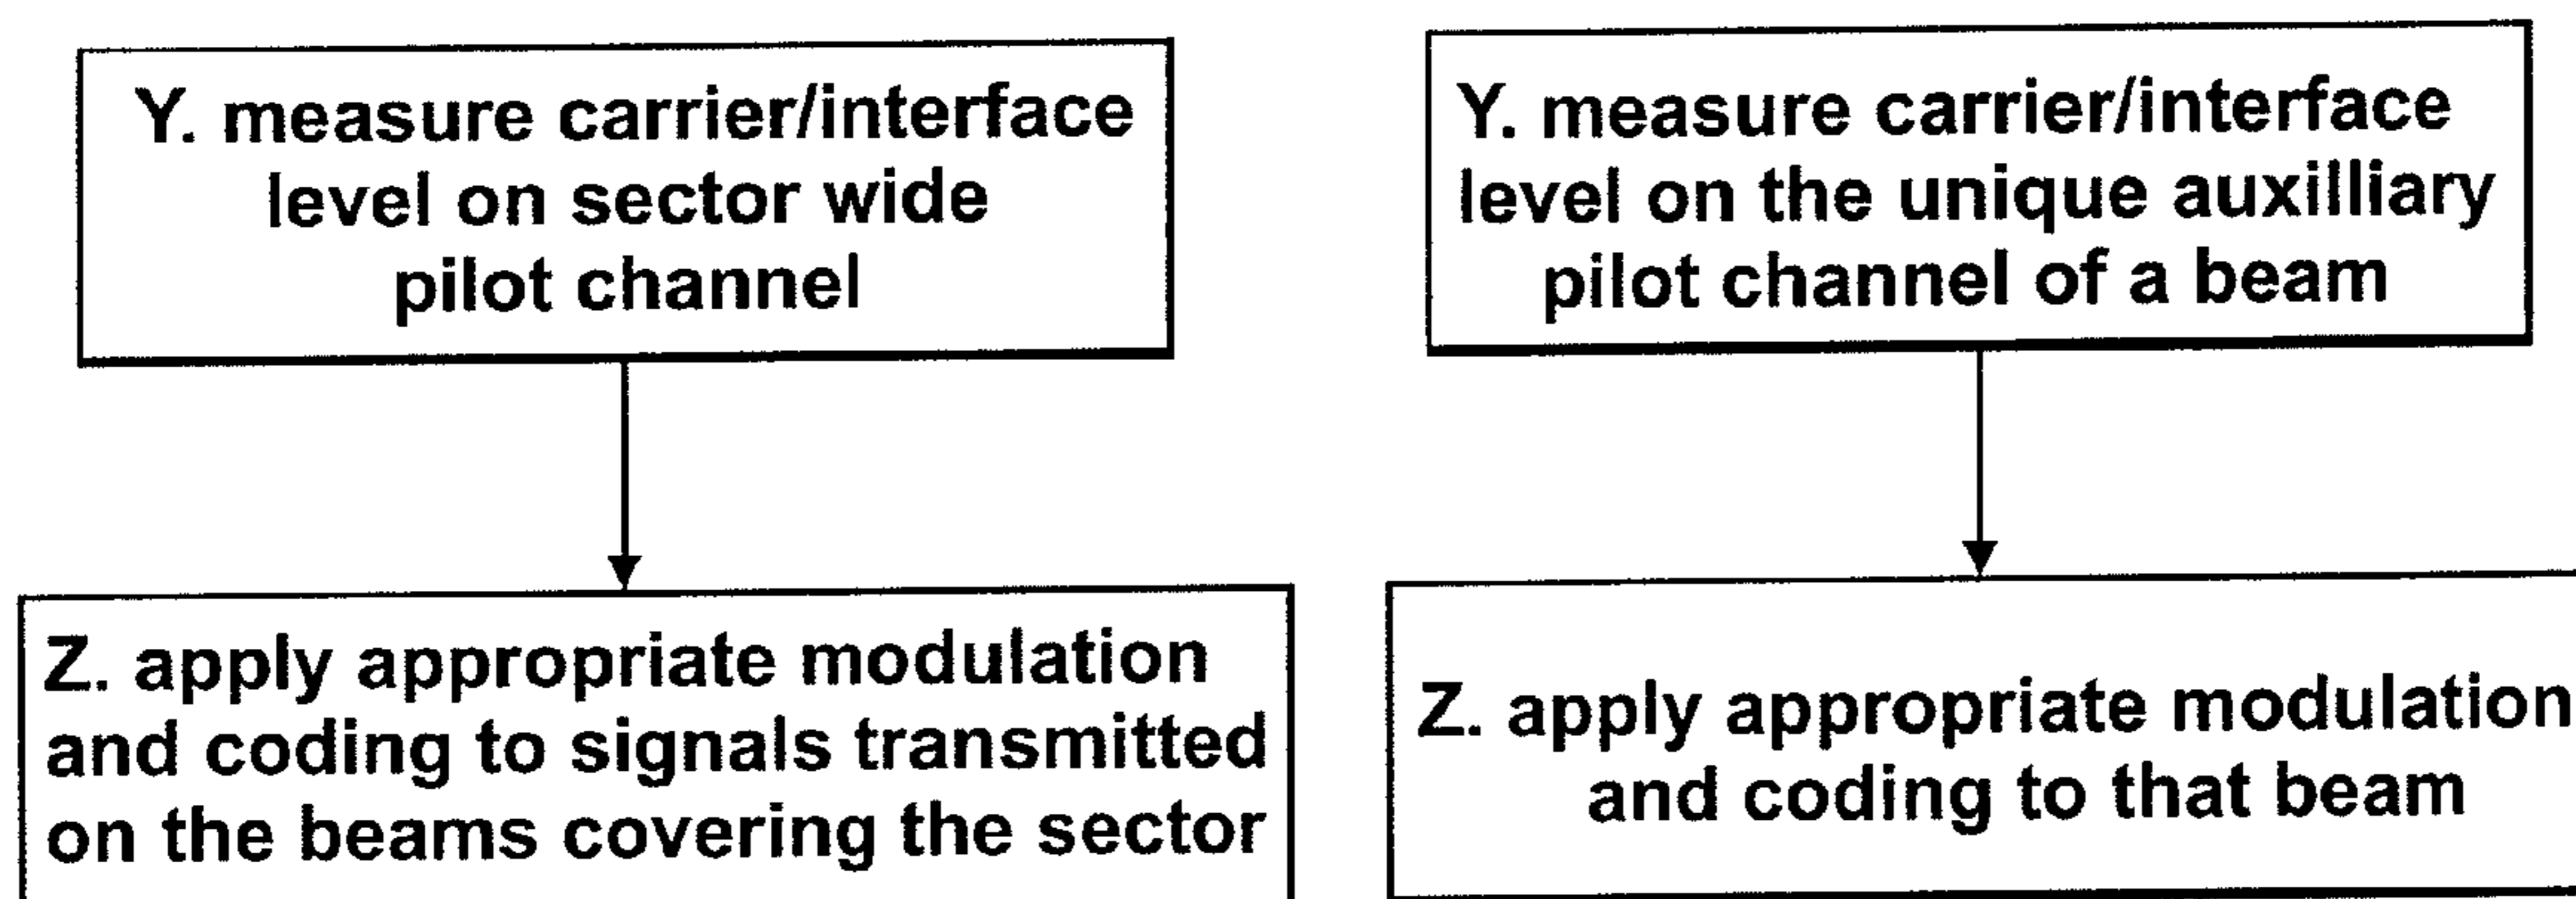 Y. measure carrier/interface
level on sector wide
pilot channel
Z. apply appropriate modulation
and coding to signals transmitted
on the beams covering the sector
Y. measure carrier/interface
level on the unique auxilliary
pilot channel of a beam
Z. apply appropriate modulation
and coding to that beam